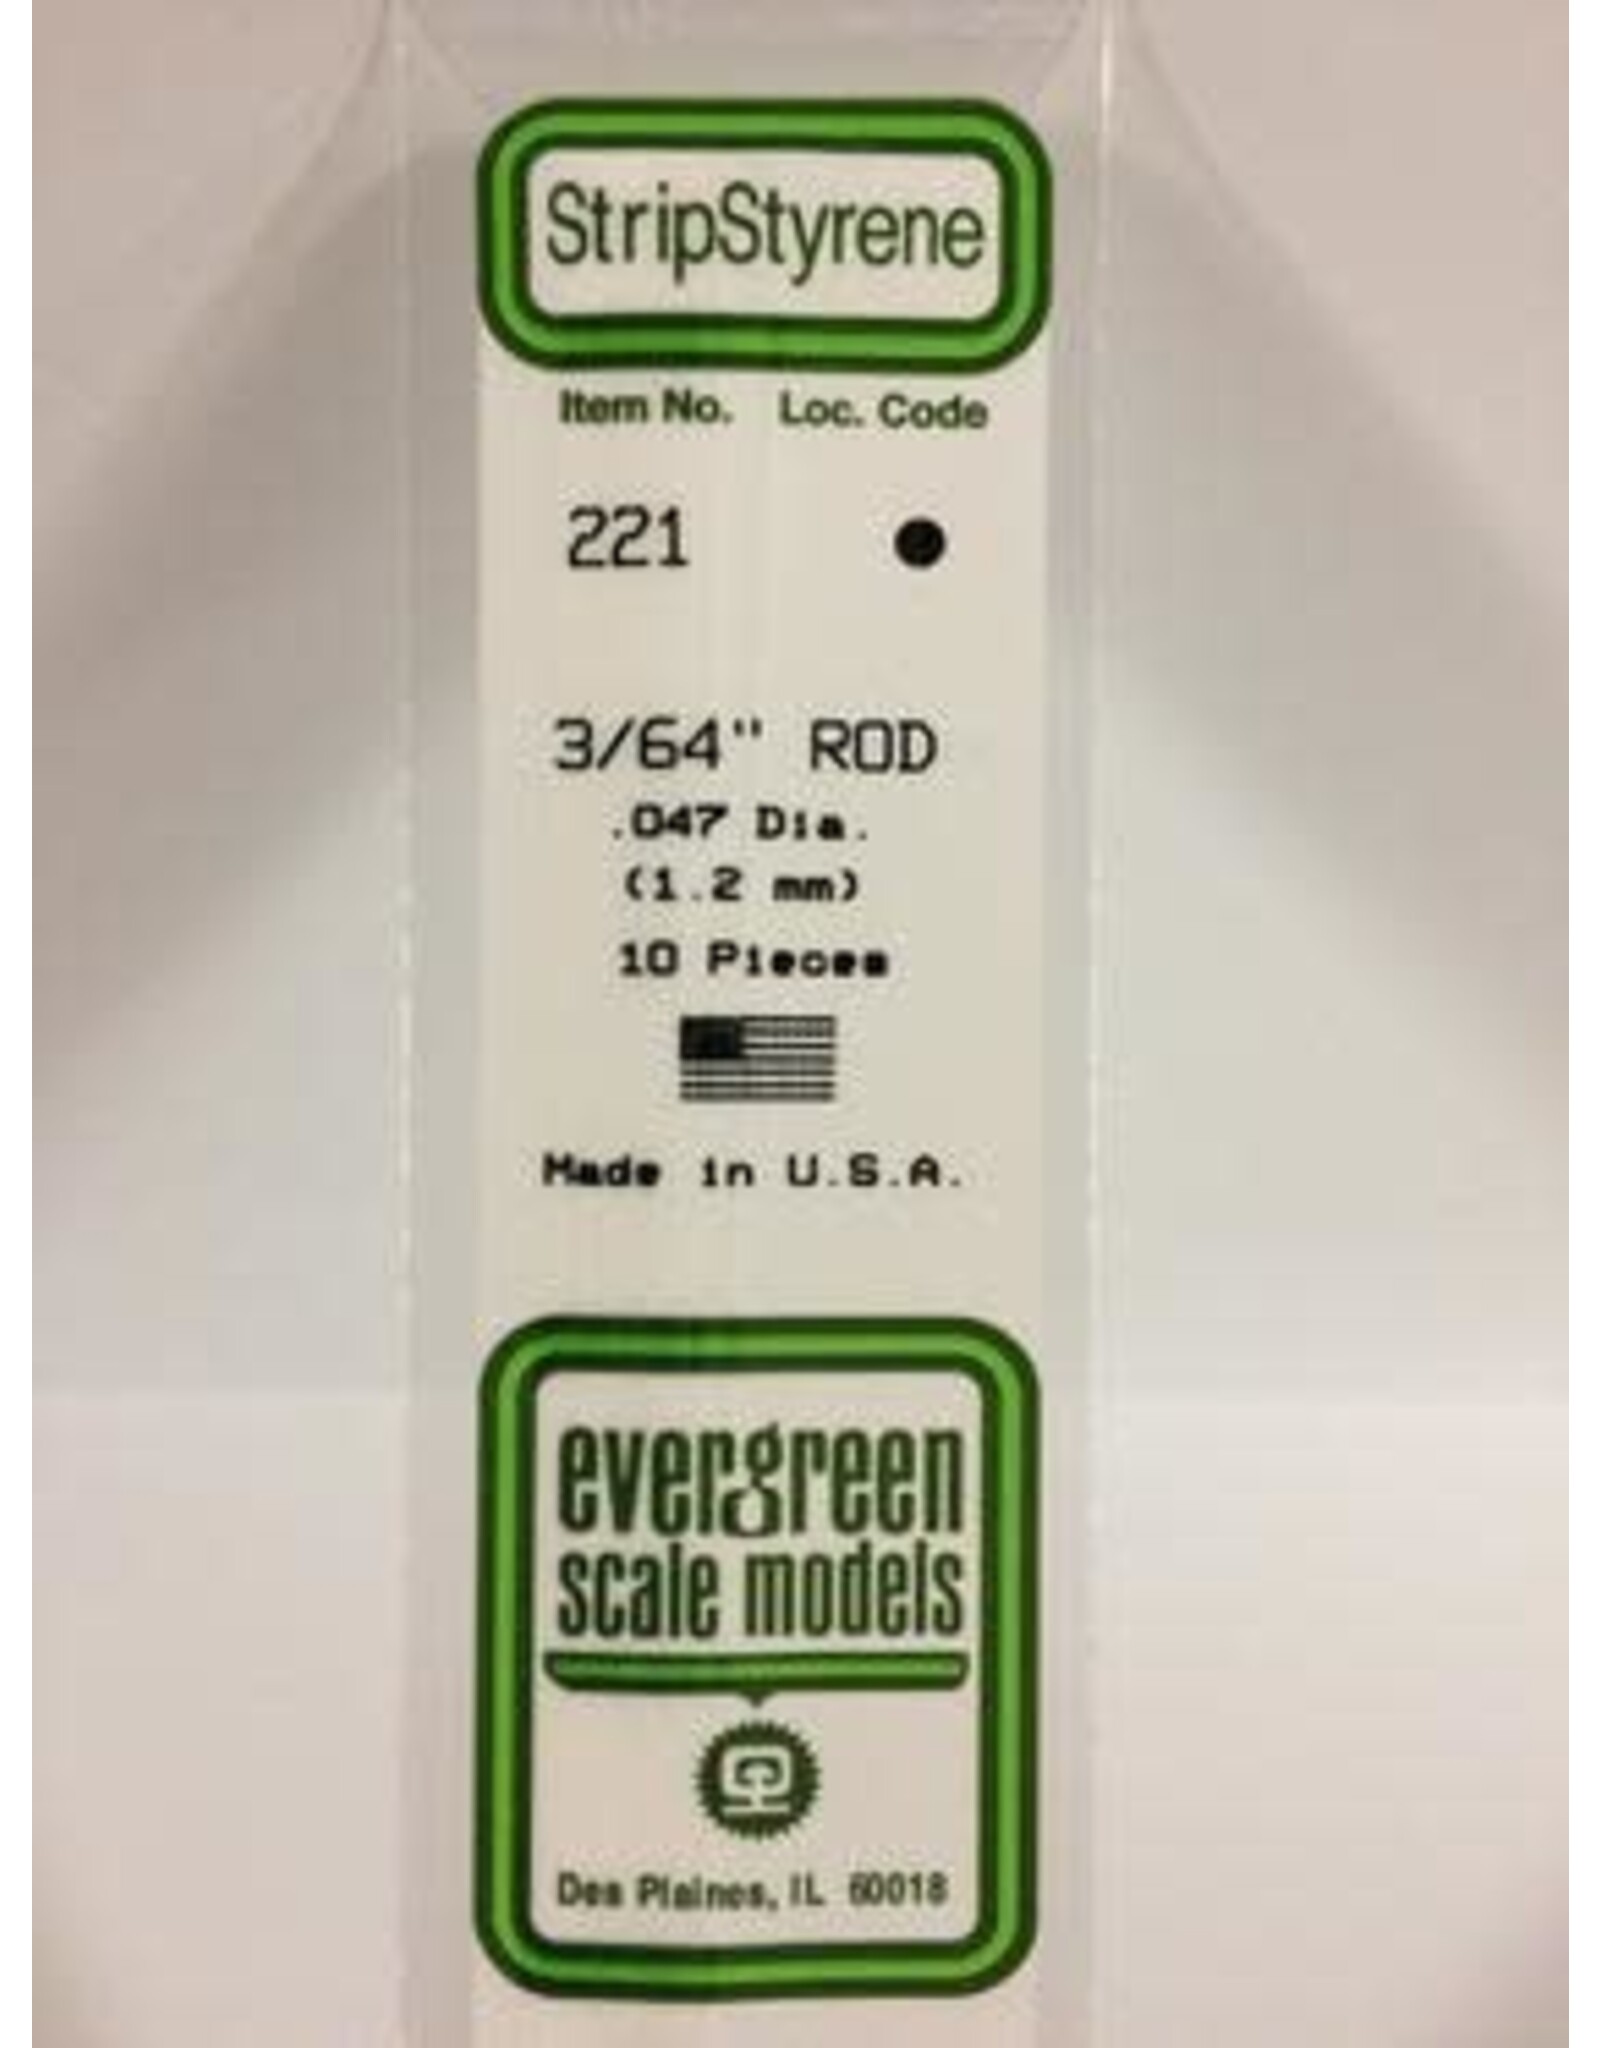 StripStyrene
Item No. Loc. Code
221
3/64" ROD
.047 Dia.
(1.2 mm)
10 Pieces
Made in U.S.A.
evergreen
scale models
Des Plaines, IL 60018